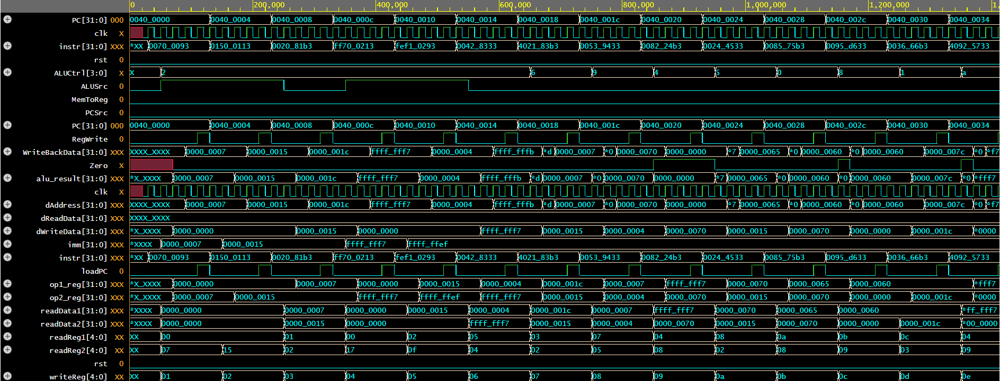 0 200,000 400,000 600,000 800,000 1,000,000 1,200,000 1,
PC[31:0] 000 0040_0000 0040_0004 0040_0008 0040_000c 0040_0010 0040_0014 0040_0018 0040_001c 0040_0020 0040_0024 0040_0028 0040_002c 0040_0030 0040_0034
clk X
instr[31:0] XXX *XX 0070_0093 0150_0113 0020_81b3 ff70_0213 fef1_0293 0042_8333 4021_83b3 0053_9433 0082_24b3 0024_4533 0085_75b3 0095_d633 0036_66b3 4092_5733
rst 0
ALUCtrl[3:0] X X 2 6 9 4 5 0 8 1 a
ALUSrc 0
MemToReg 0
PCSrc 0
PC[31:0] 000 0040_0000 0040_0004 0040_0008 0040_000c 0040_0010 0040_0014 0040_0018 0040_001c 0040_0020 0040_0024 0040_0028 0040_002c 0040_0030 0040_0034
RegWrite 0
WriteBackData[31:0] XXX XXXX_XXXX 0000_0007 0000_0015 0000_001c ffff_fff7 0000_0004 ffff_fffb *d 0000_0007 *0 0000_0070 0000_0000 *7 0000_0065 *0 0000_0060 *0 0000_0060 0000_007c *0 *f7
Zero X
alu_result[31:0] XXX *X_XXXX 0000_0007 0000_0015 0000_001c ffff_fff7 0000_0004 ffff_fffb *d 0000_0007 *0 0000_0070 0000_0000 *7 0000_0065 *0 0000_0060 *0 0000_0060 0000_007c *0 *fff7
clk X
dAddress[31:0] XXX XXXX_XXXX 0000_0007 0000_0015 0000_001c ffff_fff7 0000_0004 ffff_fffb *d 0000_0007 *0 0000_0070 0000_0000 *7 0000_0065 *0 0000_0060 *0 0000_0060 0000_007c *0 *f7
dReadData[31:0] XXX XXXX_XXXX
dWriteData[31:0] XXX *X_XXXX 0000_0000 0000_0015 0000_0000 ffff_fff7 0000_0015 0000_0004 0000_0070 0000_0015 0000_0070 0000_0000 0000_001c *0000
imm[31:0] XXX *XXXX 0000_0007 0000_0015 ffff_fff7 ffff_ffef
instr[31:0] XXX *XX 0070_0093 0150_0113 0020_81b3 ff70_0213 fef1_0293 0042_8333 4021_83b3 0053_9433 0082_24b3 0024_4533 0085_75b3 0095_d633 0036_66b3 4092_5733
loadPC 0
op1_reg[31:0] XXX *X_XXXX 0000_0000 0000_0007 0000_0000 0000_0015 0000_0004 0000_001c 0000_0007 ffff_fff7 0000_0070 0000_0065 0000_0060 *fff7
op2_reg[31:0] XXX *X_XXXX 0000_0007 0000_0015 ffff_fff7 ffff_ffef ffff_fff7 0000_0015 0000_0004 0000_0070 0000_0015 0000_0070 0000_0000 0000_001c *0000
readData1[31:0] XXX *XXXX 0000_0000 0000_0007 0000_0000 0000_0015 0000_0004 0000_001c 0000_0007 ffff_fff7 0000_0070 0000_0065 0000_0060 *ff_fff7
readData2[31:0] XXX *XXXX 0000_0000 0000_0015 0000_0000 ffff_fff7 0000_0015 0000_0004 0000_0070 0000_0015 0000_0070 0000_0000 0000_001c *00_0000
readReg1[4:0] XX XX 00 01 00 02 05 03 07 04 08 0a 0b 0c 04
readReg2[4:0] XX XX 07 15 02 17 0f 04 02 05 08 02 08 09 03 09
rst 0
writeReg[4:0] XX XX 01 02 03 04 05 06 07 08 09 0a 0b 0c 0d 0e